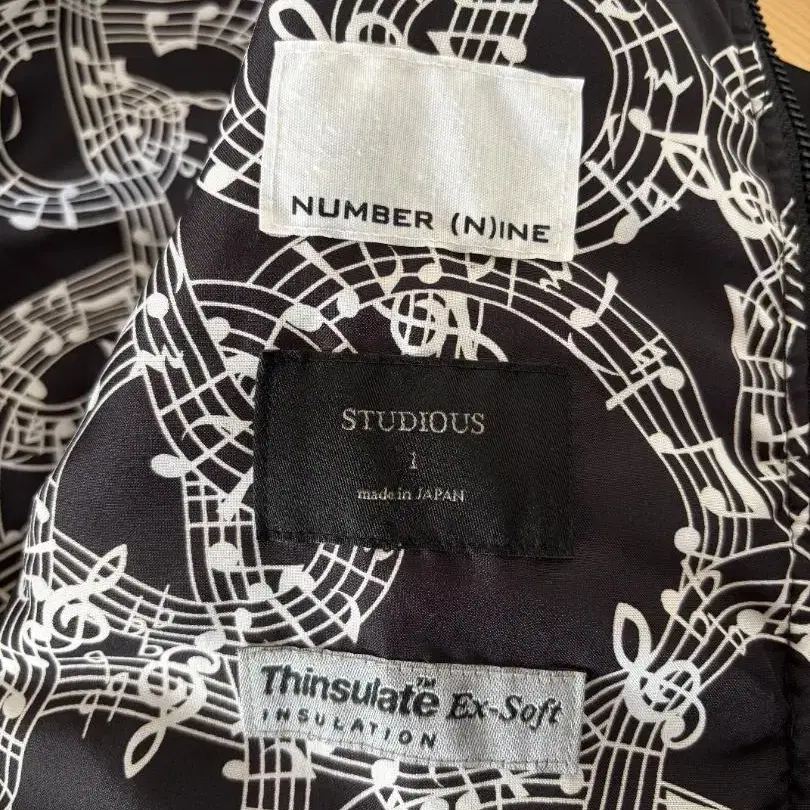 NUMBER (N)INE
STUDIOUS
1
made in JAPAN
Thinsulate™ Ex-Soft
INSULATION